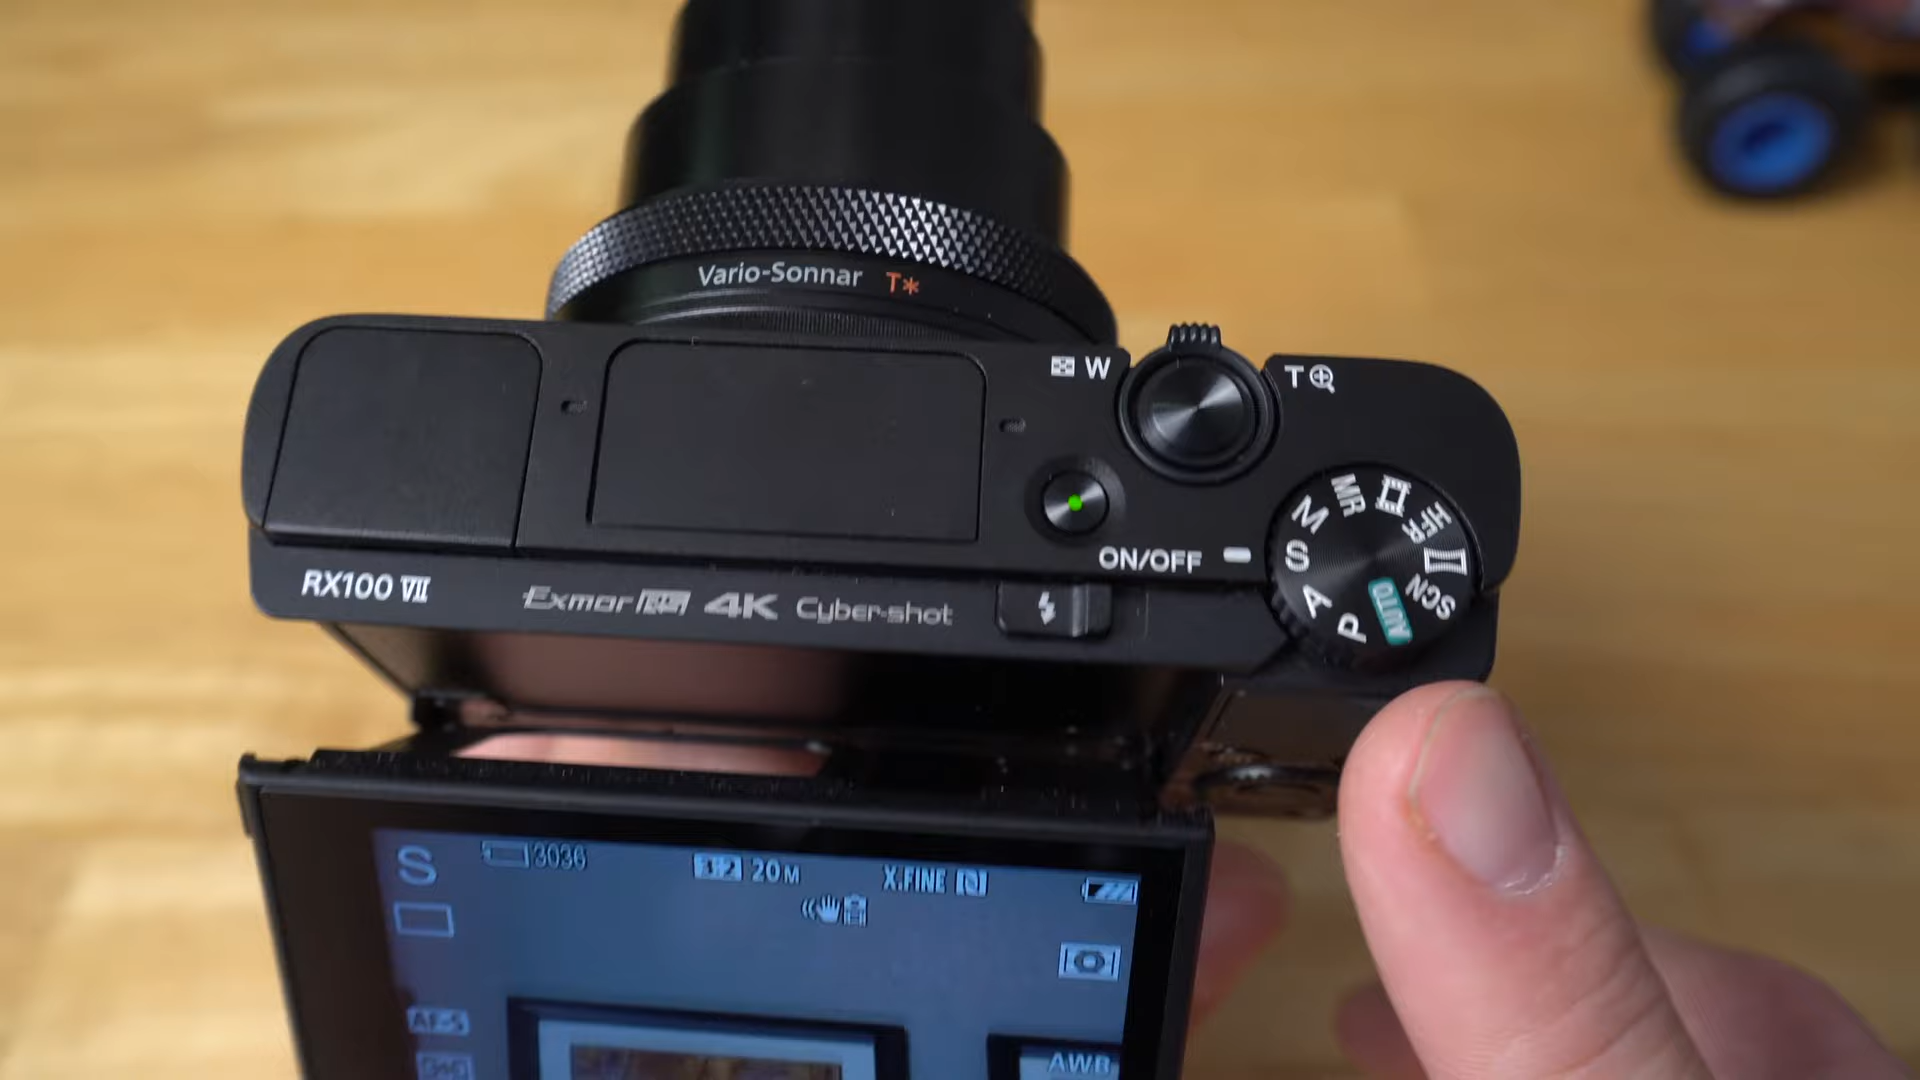 Vario-Sonnar T*
W
T
ON/OFF
MR
M
S
A
P
AUTO
SCN
HFR
RX100 VII
Exmor RS 4K Cyber-shot
S
3036
3:2 20M
X.FINE
AF-S
AWB